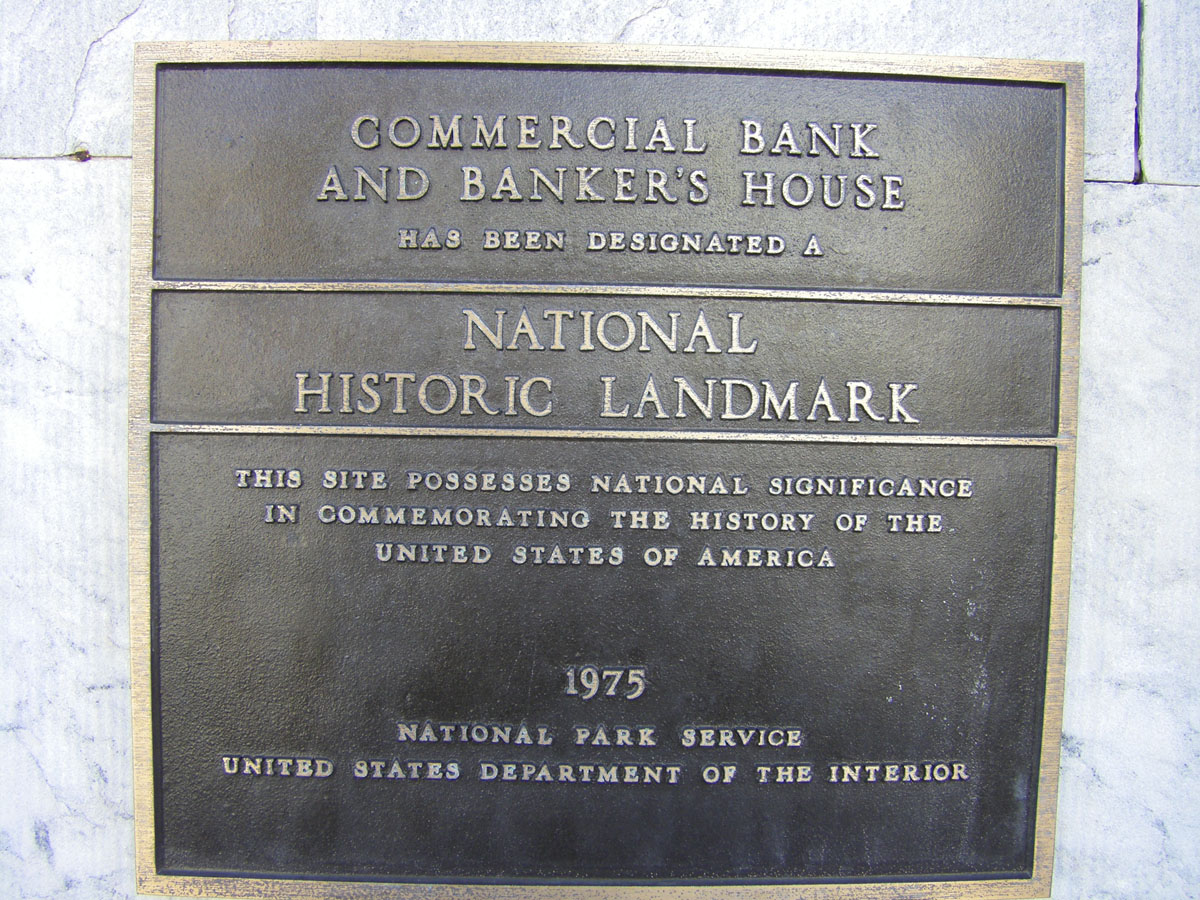 COMMERCIAL BANK
AND BANKER'S HOUSE
HAS BEEN DESIGNATED A
NATIONAL
HISTORIC LANDMARK
THIS SITE POSSESSES NATIONAL SIGNIFICANCE
IN COMMEMORATING THE HISTORY OF THE
UNITED STATES OF AMERICA
1975
NATIONAL PARK SERVICE
UNITED STATES DEPARTMENT OF THE INTERIOR